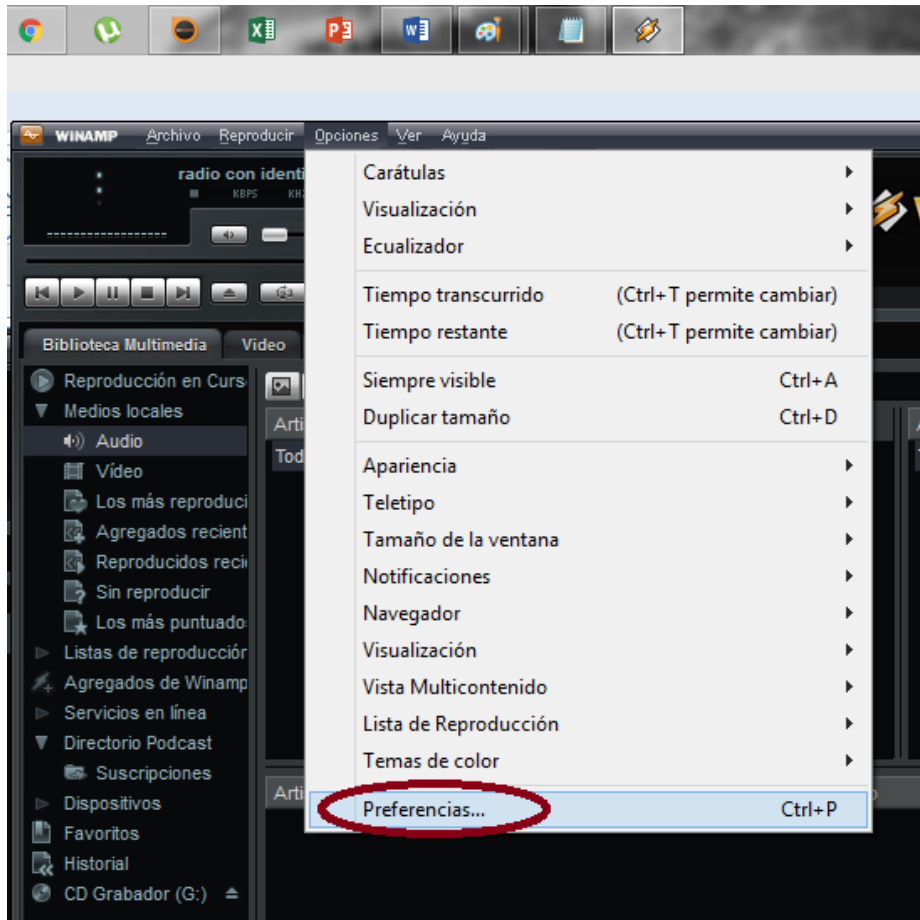 WINAMP Archivo Reproducir Opciones Ver Ayuda
radio con identi
KBPS KHZ
Carátulas
Visualización
Ecualizador
Tiempo transcurrido (Ctrl+T permite cambiar)
Tiempo restante (Ctrl+T permite cambiar)
Siempre visible Ctrl+A
Duplicar tamaño Ctrl+D
Apariencia
Teletipo
Tamaño de la ventana
Notificaciones
Navegador
Visualización
Vista Multicontenido
Lista de Reproducción
Temas de color
Preferencias... Ctrl+P
Biblioteca Multimedia Video
Reproducción en Curs
Medios locales
Audio
Vídeo
Los más reproduci
Agregados recient
Reproducidos reci
Sin reproducir
Los más puntuado
Listas de reproducción
Agregados de Winamp
Servicios en línea
Directorio Podcast
Suscripciones
Dispositivos
Favoritos
Historial
CD Grabador (G:)
Arti
Tod
Arti